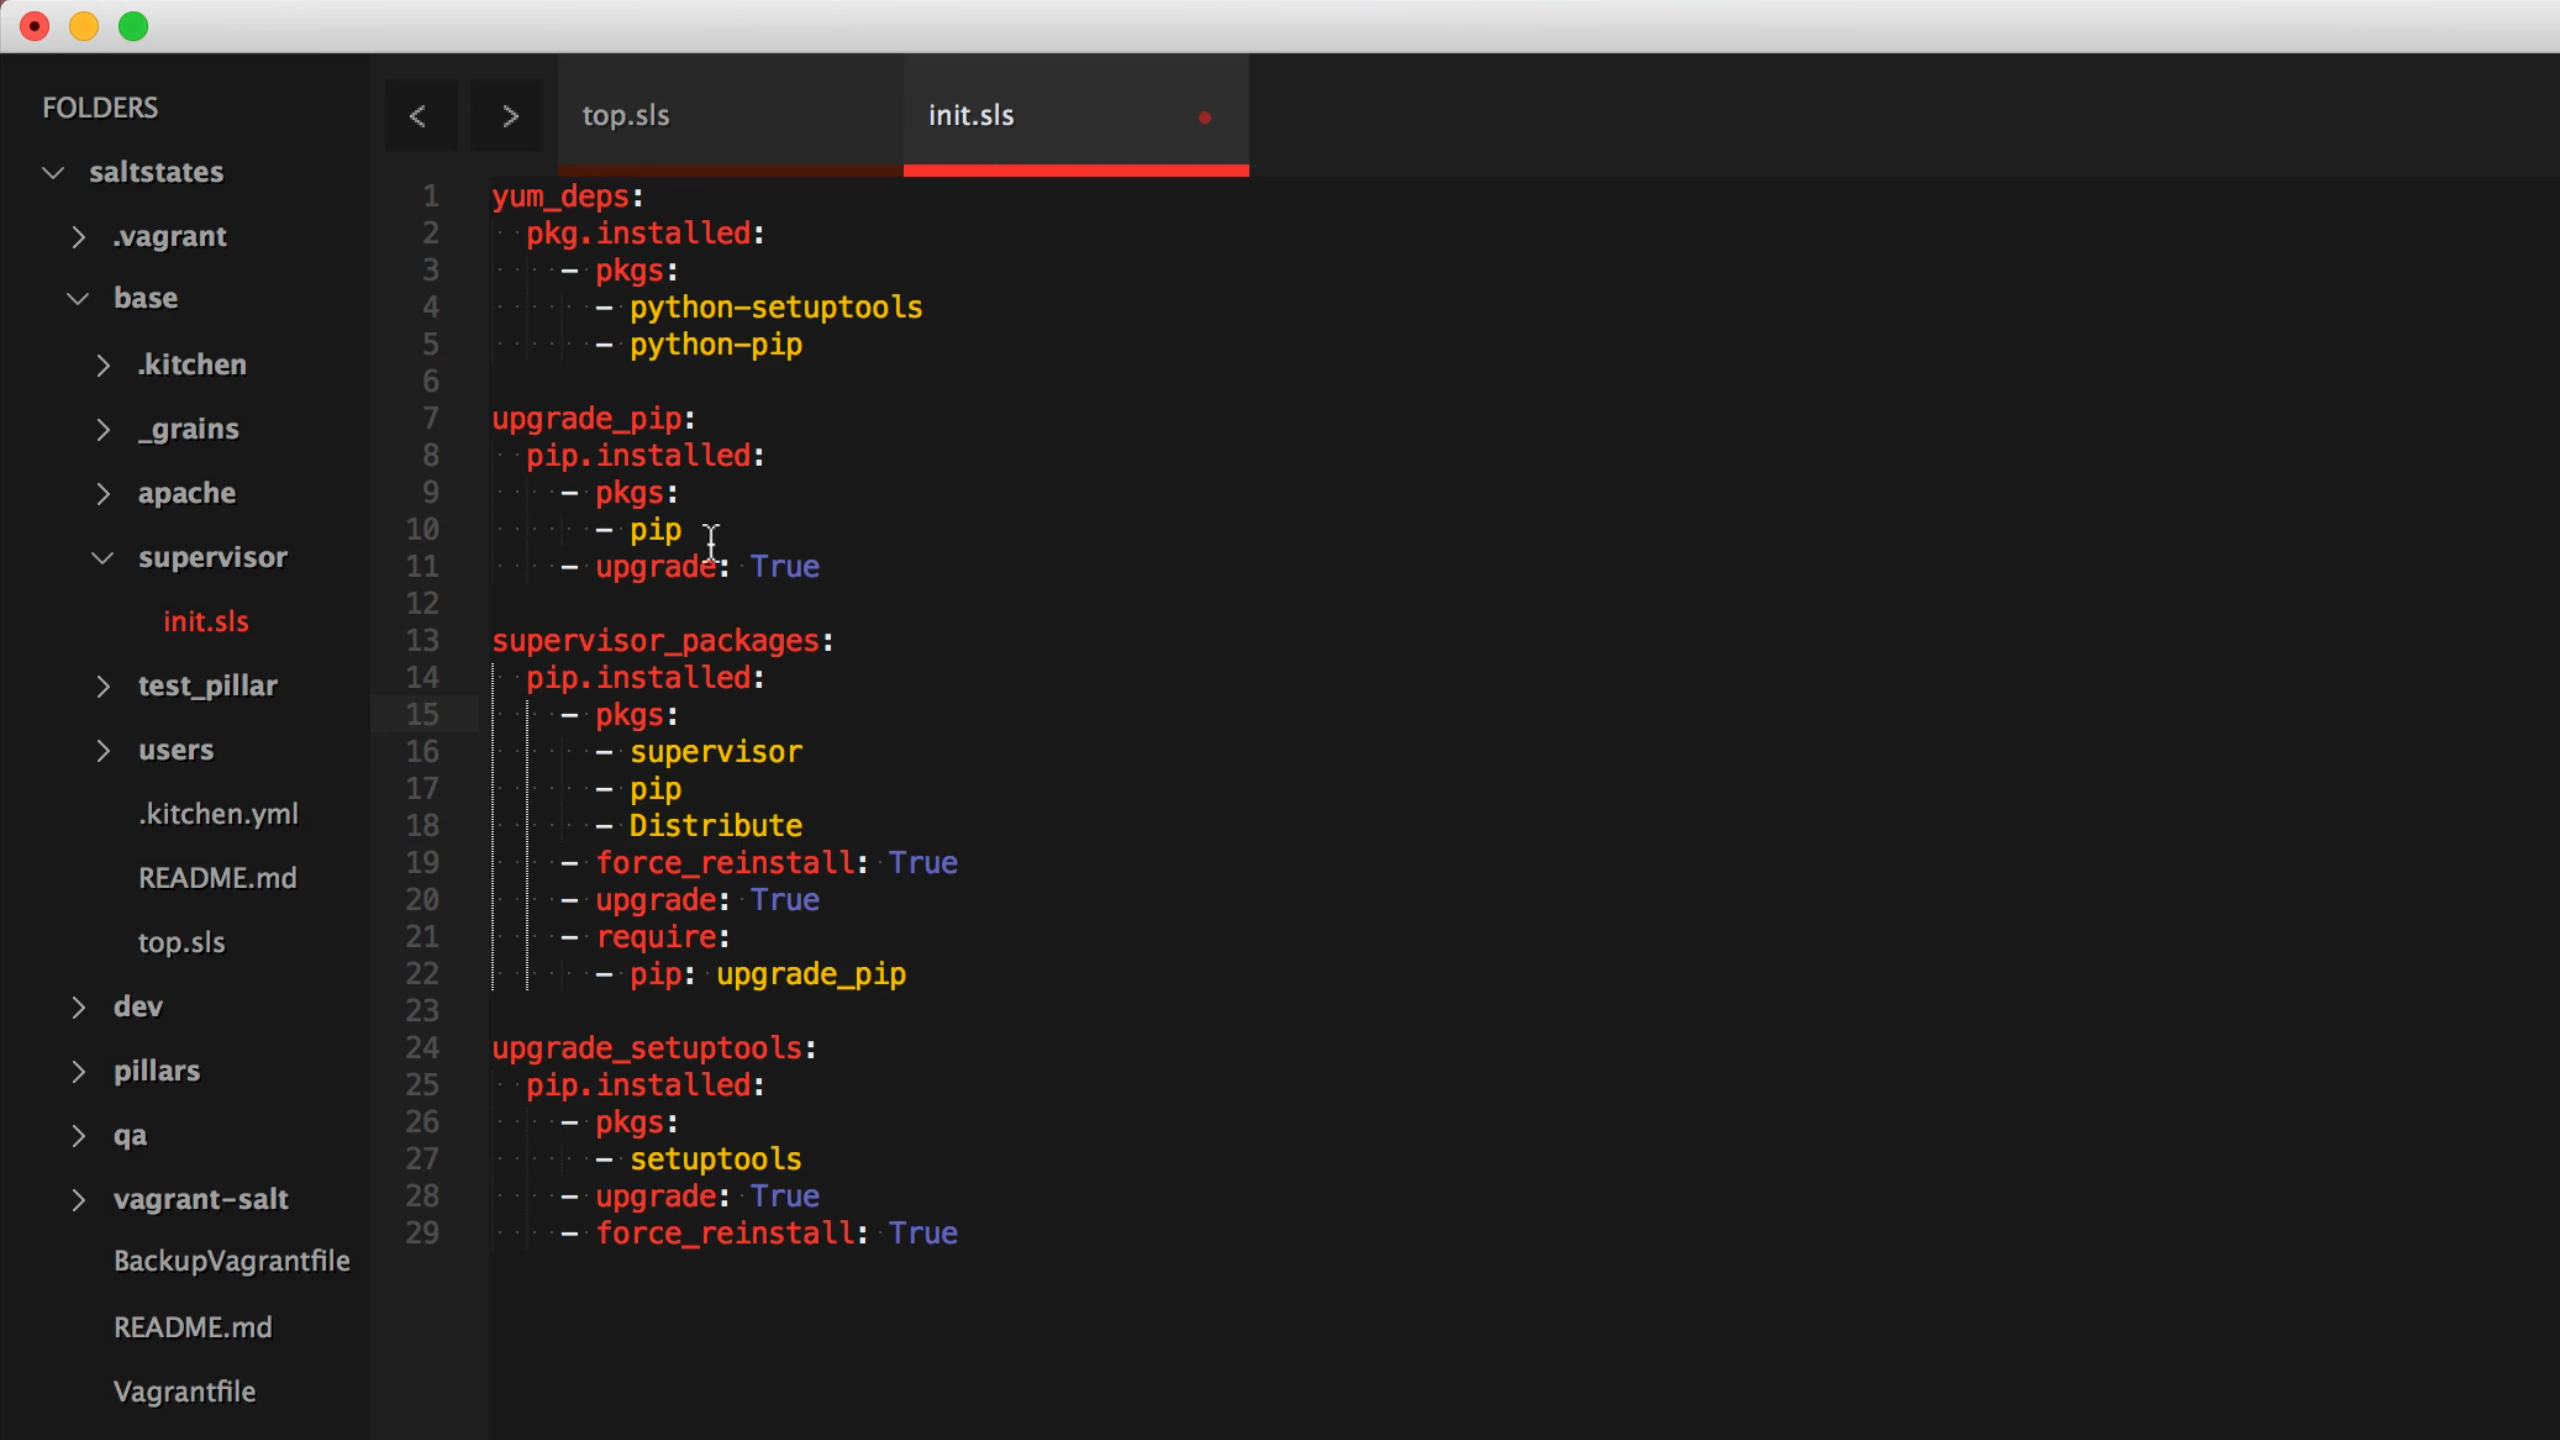 FOLDERS
saltstates
.vagrant
base
.kitchen
_grains
apache
supervisor
init.sls
test_pillar
users
.kitchen.yml
README.md
top.sls
dev
pillars
qa
vagrant-salt
BackupVagrantfile
README.md
Vagrantfile
< > top.sls init.sls
1 yum_deps:
2 pkg.installed:
3 - pkgs:
4 - python-setuptools
5 - python-pip
6
7 upgrade_pip:
8 pip.installed:
9 - pkgs:
10 - pip
11 - upgrade: True
12
13 supervisor_packages:
14 pip.installed:
15 - pkgs:
16 - supervisor
17 - pip
18 - Distribute
19 - force_reinstall: True
20 - upgrade: True
21 - require:
22 - pip: upgrade_pip
23
24 upgrade_setuptools:
25 pip.installed:
26 - pkgs:
27 - setuptools
28 - upgrade: True
29 - force_reinstall: True